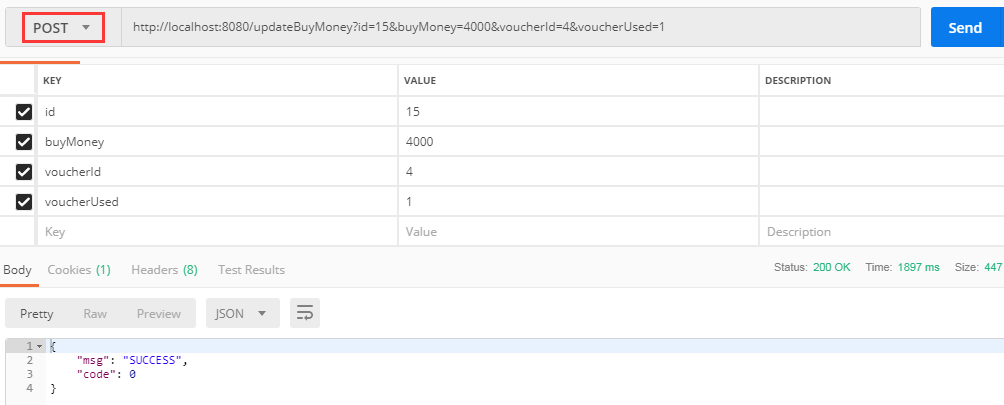 POST http://localhost:8080/updateBuyMoney?id=15&buyMoney=4000&voucherId=4&voucherUsed=1 Send
KEY VALUE DESCRIPTION
id 15
buyMoney 4000
voucherId 4
voucherUsed 1
Key Value Description
Body Cookies (1) Headers (8) Test Results Status: 200 OK Time: 1897 ms Size: 447
Pretty Raw Preview JSON
1 {
2 "msg": "SUCCESS",
3 "code": 0
4 }